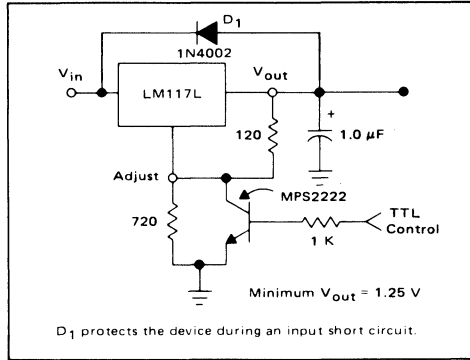 D1
1N4002
Vin
Vout
LM117L
120
+
1.0 µF
Adjust
MPS2222
720
TTL
Control
1 K
Minimum Vout = 1.25 V
D1 protects the device during an input short circuit.